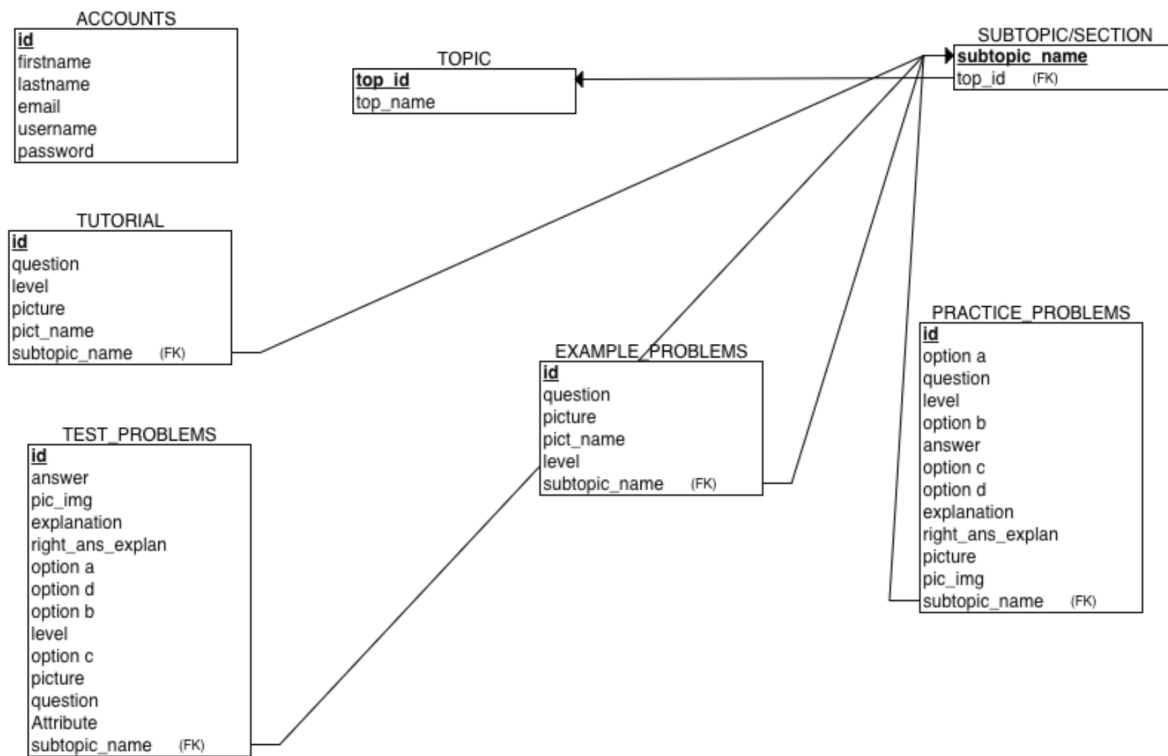 ACCOUNTS
id
firstname
lastname
email
username
password
TOPIC
top_id
top_name
SUBTOPIC/SECTION
subtopic_name
top_id (FK)
TUTORIAL
id
question
level
picture
pict_name
subtopic_name (FK)
EXAMPLE_PROBLEMS
id
question
picture
pict_name
level
subtopic_name (FK)
PRACTICE_PROBLEMS
id
option a
question
level
option b
answer
option c
option d
explanation
right_ans_explan
picture
pic_img
subtopic_name (FK)
TEST_PROBLEMS
id
answer
pic_img
explanation
right_ans_explan
option a
option d
option b
level
option c
picture
question
Attribute
subtopic_name (FK)